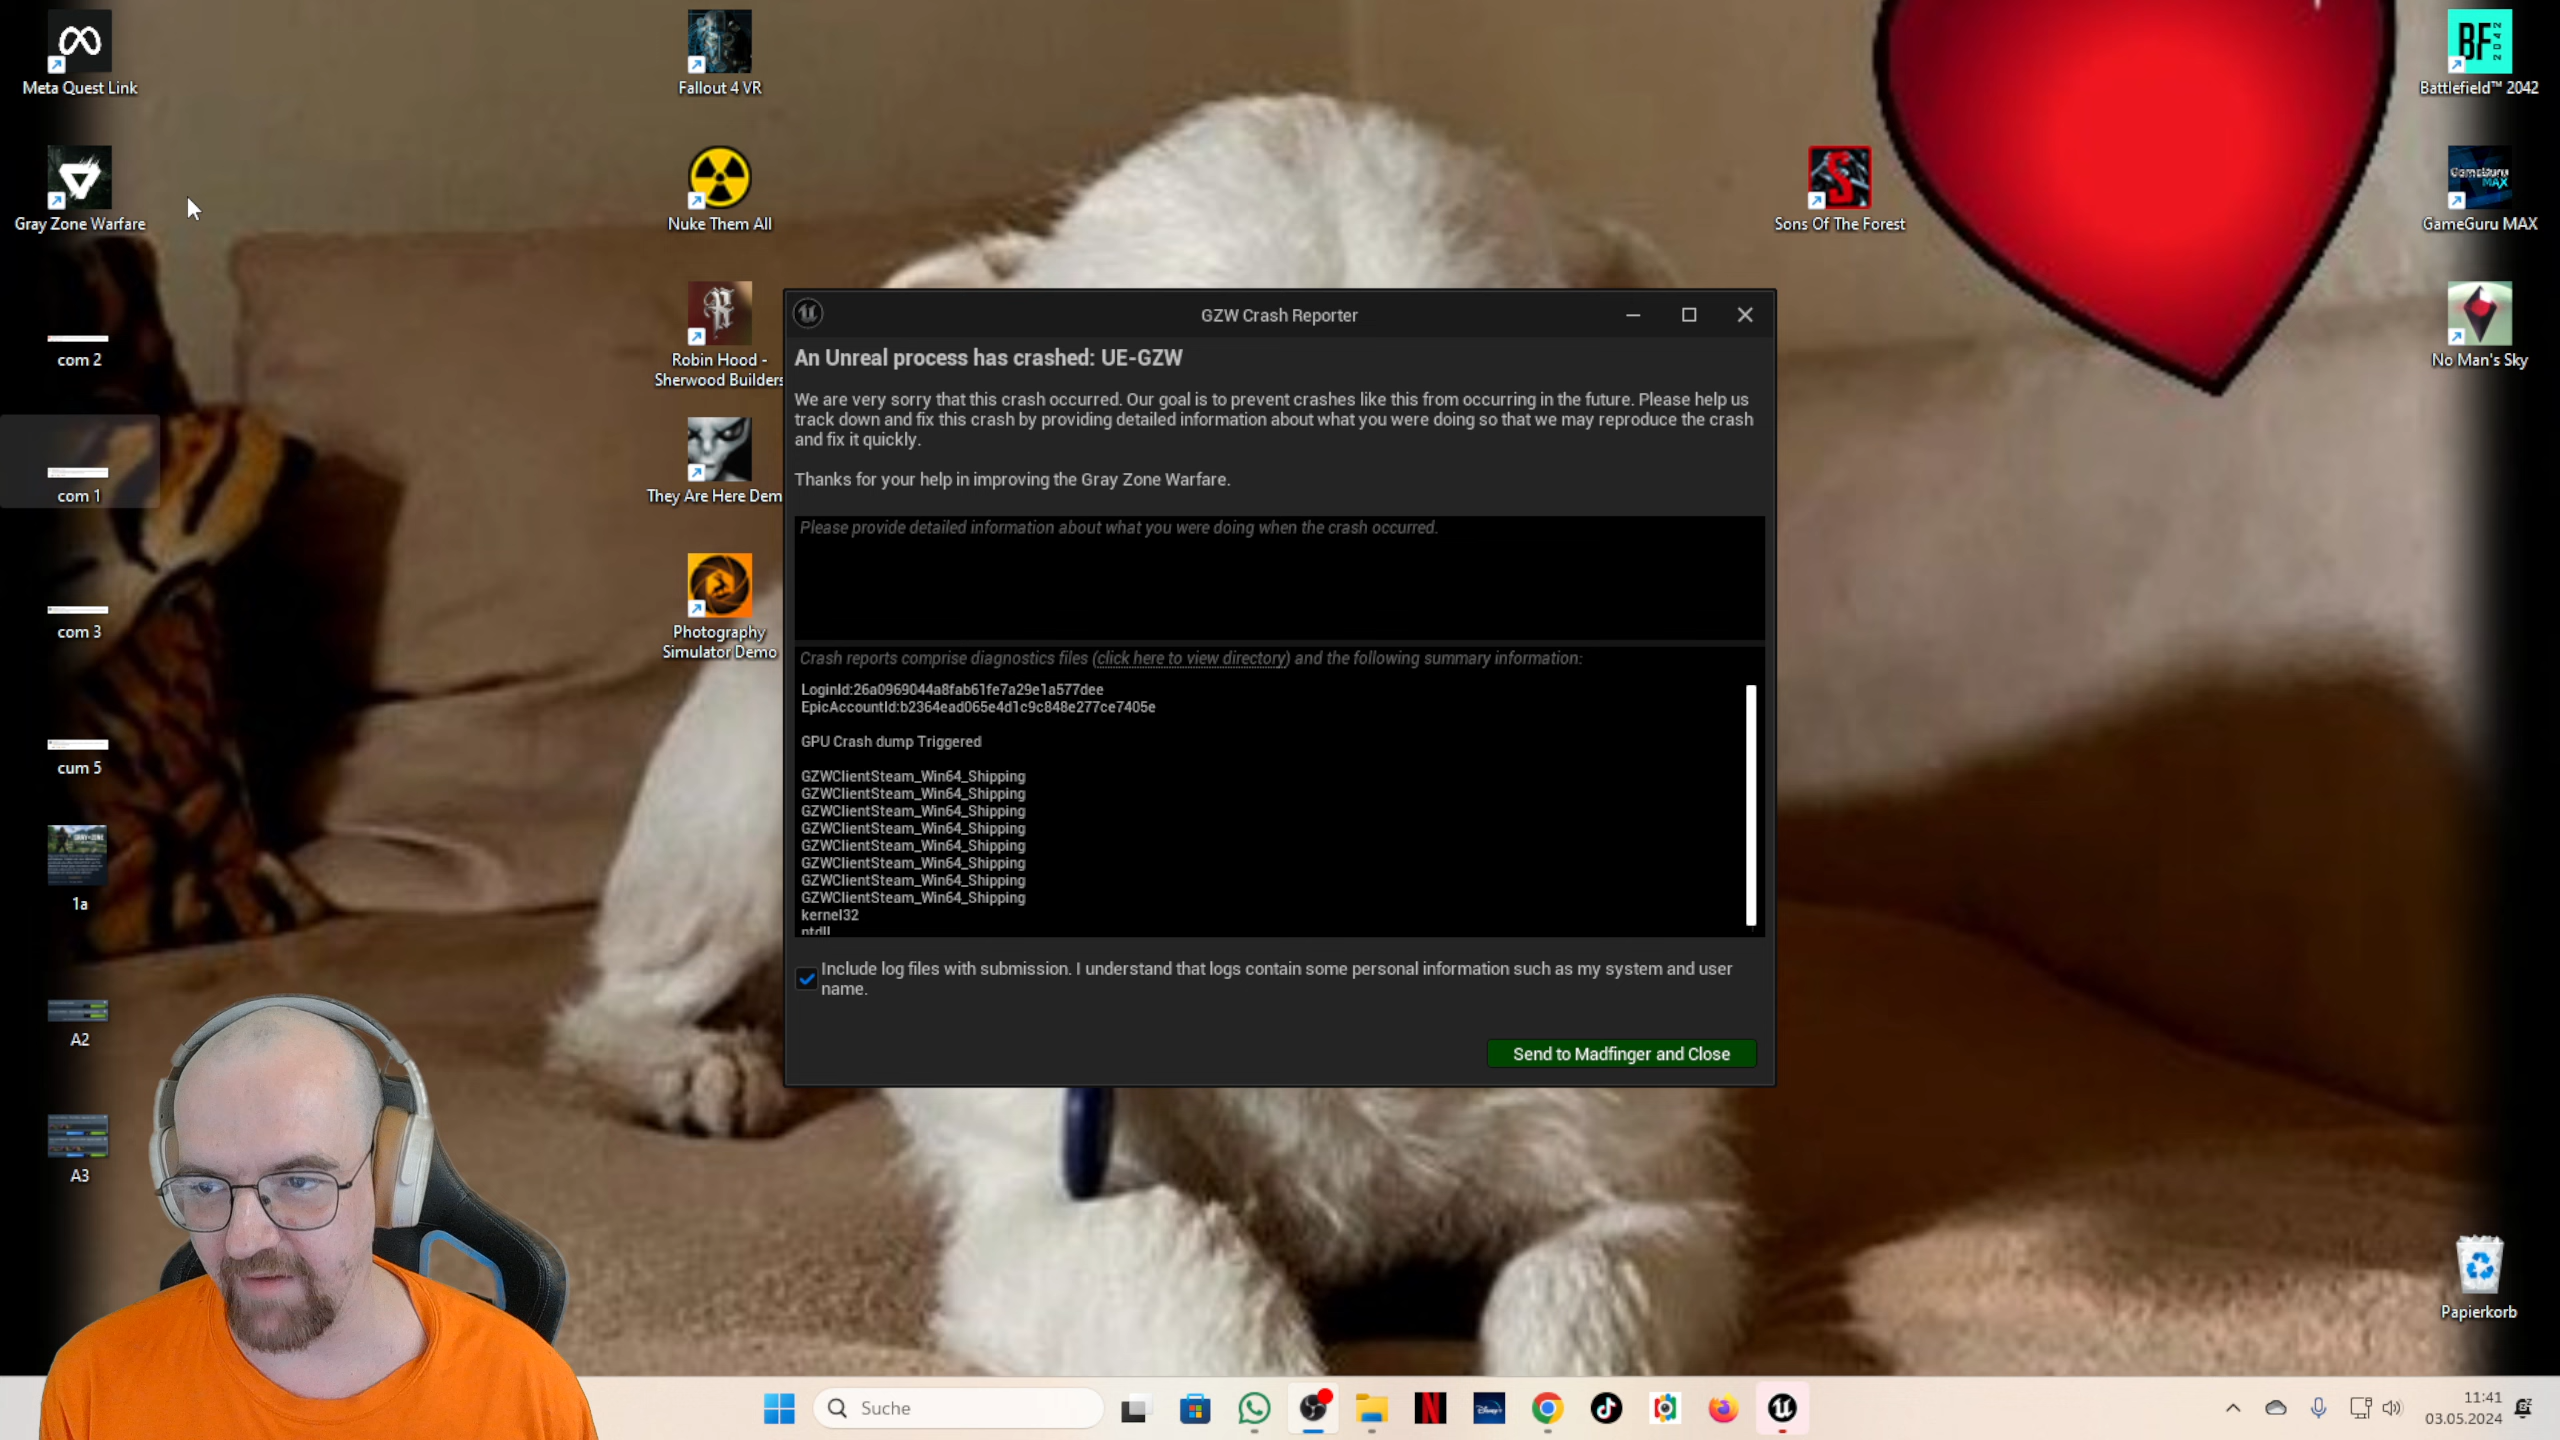 Meta Quest Link
Gray Zone Warfare
com 2
com 1
com 3
cum 5
1a
A2
A3
Fallout 4 VR
Nuke Them All
Robin Hood -
Sherwood Builders
They Are Here Dem
Photography
Simulator Demo
GZW Crash Reporter
An Unreal process has crashed: UE-GZW
We are very sorry that this crash occurred. Our goal is to prevent crashes like this from occurring in the future. Please help us
track down and fix this crash by providing detailed information about what you were doing so that we may reproduce the crash
and fix it quickly.
Thanks for your help in improving the Gray Zone Warfare.
Please provide detailed information about what you were doing when the crash occurred.
Crash reports comprise diagnostics files (click here to view directory) and the following summary information:
LoginId:26a0969044a8fab61fe7a29e1a577dee
EpicAccountId:b2364ead065e4d1c9c848e277ce7405e
GPU Crash dump Triggered
GZWClientSteam_Win64_Shipping
GZWClientSteam_Win64_Shipping
GZWClientSteam_Win64_Shipping
GZWClientSteam_Win64_Shipping
GZWClientSteam_Win64_Shipping
GZWClientSteam_Win64_Shipping
GZWClientSteam_Win64_Shipping
GZWClientSteam_Win64_Shipping
kernel32
ntdll
Include log files with submission. I understand that logs contain some personal information such as my system and user
name.
Send to Madfinger and Close
Sons Of The Forest
BF 2042
Battlefield™ 2042
GameGuru
MAX
GameGuru MAX
No Man's Sky
Papierkorb
Suche
11:41
03.05.2024